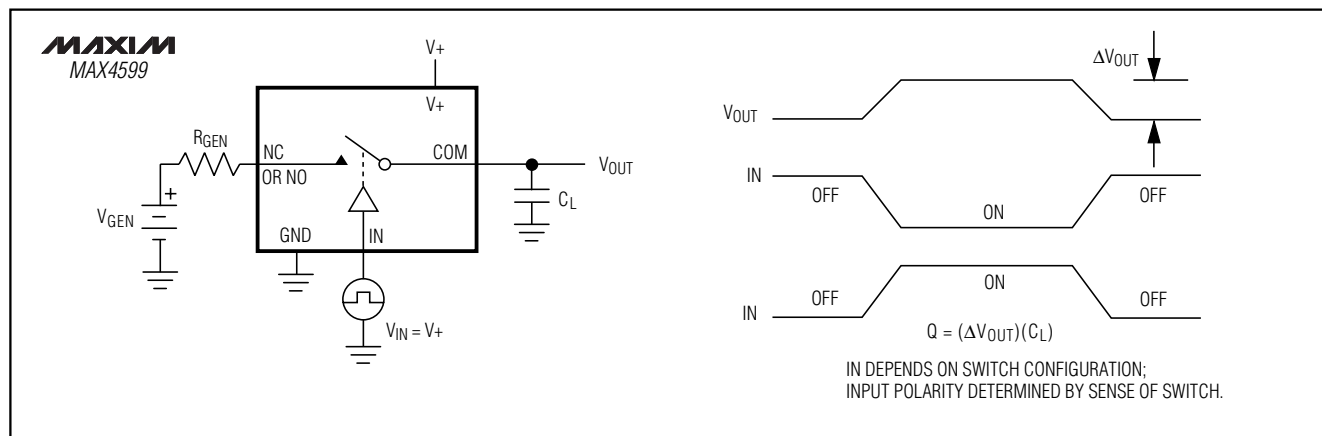 MAXIM
MAX4599
V+
V+
RGEN
NC
OR NO
COM
VOUT
CL
VGEN
+
GND
IN
VIN = V+
ΔVOUT
VOUT
IN
OFF
ON
OFF
IN
OFF
ON
OFF
Q = (ΔVOUT)(CL)
IN DEPENDS ON SWITCH CONFIGURATION;
INPUT POLARITY DETERMINED BY SENSE OF SWITCH.